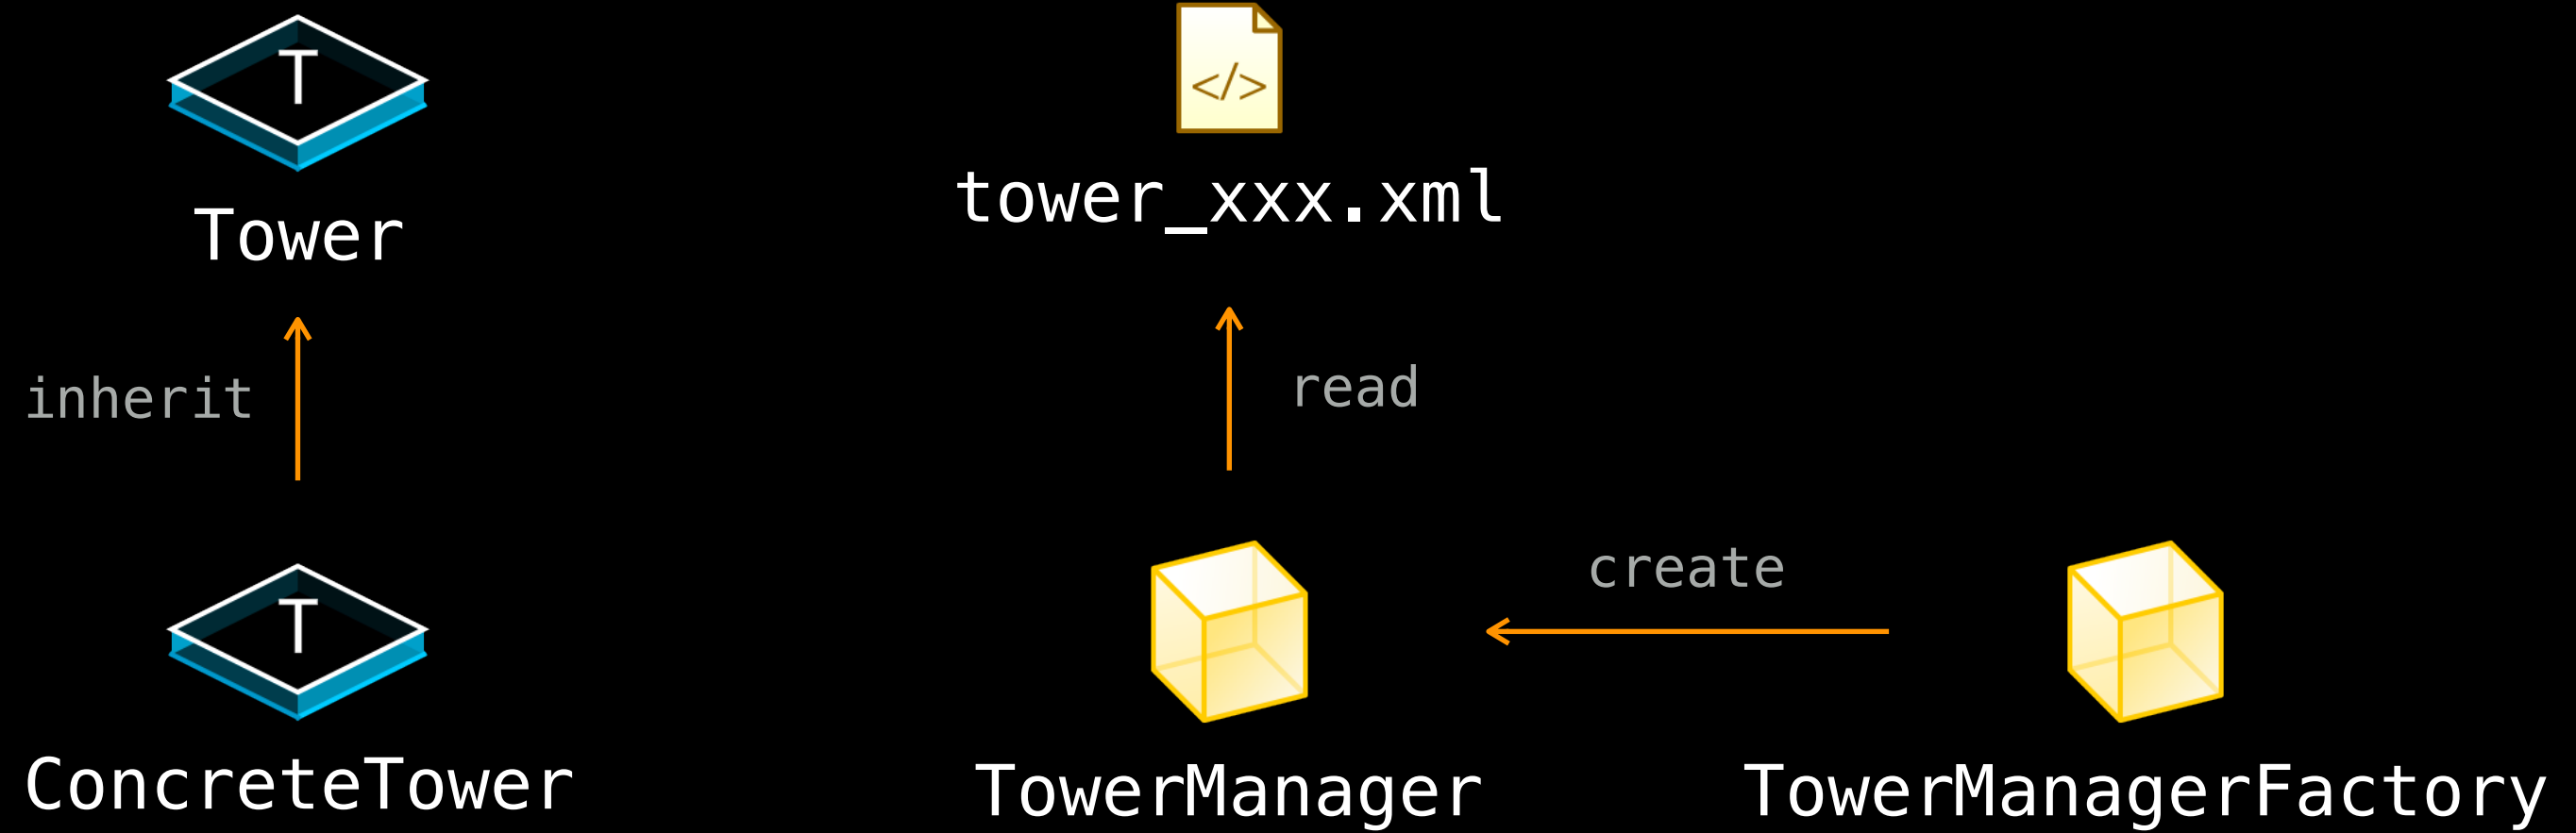 T
Tower
inherit
T
ConcreteTower
</>
tower_xxx.xml
read
TowerManager
create
TowerManagerFactory